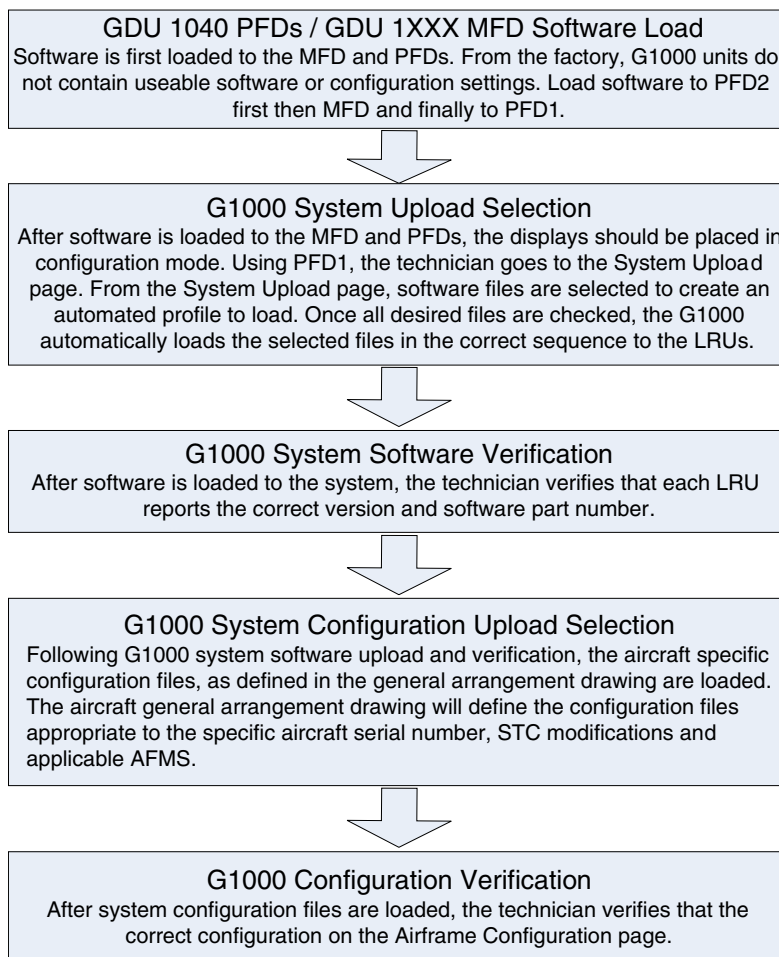 GDU 1040 PFDs / GDU 1XXX MFD Software Load
Software is first loaded to the MFD and PFDs. From the factory, G1000 units do
not contain useable software or configuration settings. Load software to PFD2
first then MFD and finally to PFD1.
G1000 System Upload Selection
After software is loaded to the MFD and PFDs, the displays should be placed in
configuration mode. Using PFD1, the technician goes to the System Upload
page. From the System Upload page, software files are selected to create an
automated profile to load. Once all desired files are checked, the G1000
automatically loads the selected files in the correct sequence to the LRUs.
G1000 System Software Verification
After software is loaded to the system, the technician verifies that each LRU
reports the correct version and software part number.
G1000 System Configuration Upload Selection
Following G1000 system software upload and verification, the aircraft specific
configuration files, as defined in the general arrangement drawing are loaded.
The aircraft general arrangement drawing will define the configuration files
appropriate to the specific aircraft serial number, STC modifications and
applicable AFMS.
G1000 Configuration Verification
After system configuration files are loaded, the technician verifies that the
correct configuration on the Airframe Configuration page.